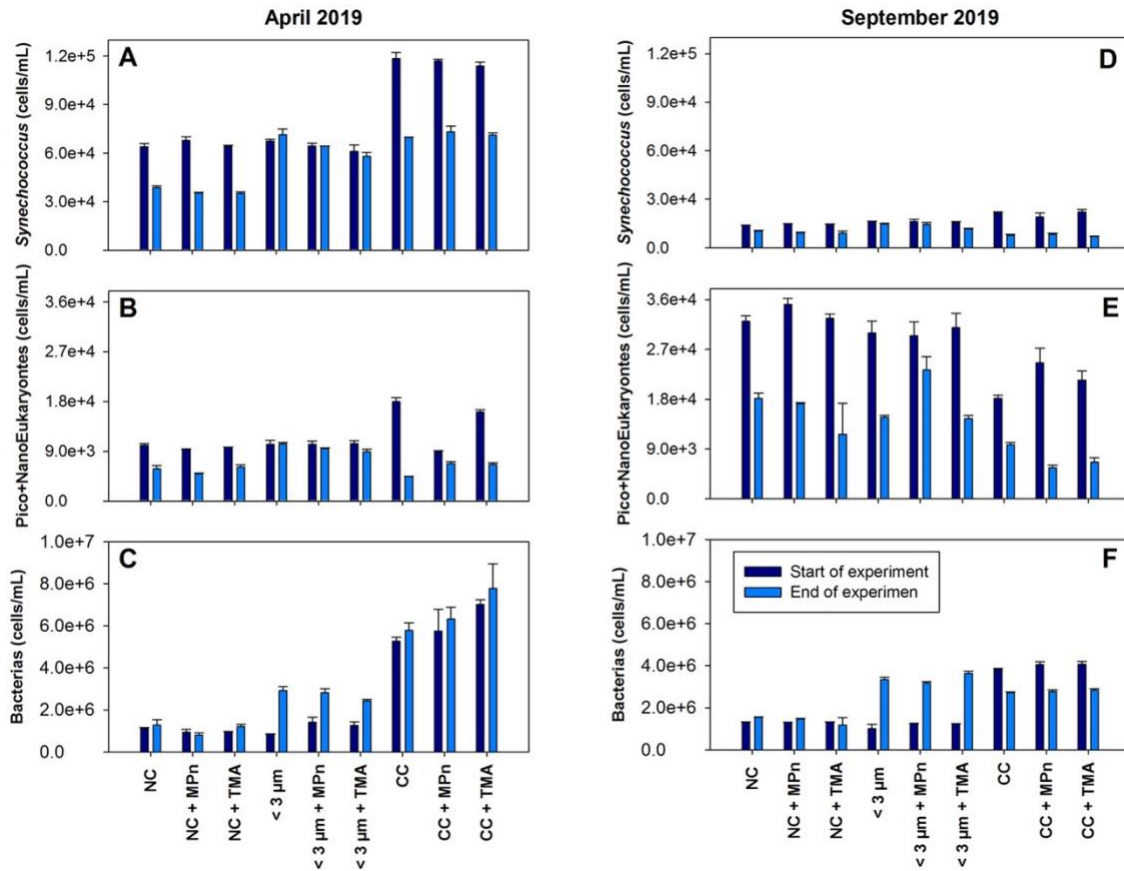 April 2019
September 2019
A
Synechococcus (cells/mL)
1.2e+5
9.0e+4
6.0e+4
3.0e+4
0.0
D
Synechococcus (cells/mL)
1.2e+5
9.0e+4
6.0e+4
3.0e+4
0.0
B
Pico+NanoEukaryontes (cells/mL)
3.6e+4
2.7e+4
1.8e+4
9.0e+3
0.0
E
Pico+NanoEukaryontes (cells/mL)
3.6e+4
2.7e+4
1.8e+4
9.0e+3
0.0
C
Bacterias (cells/mL)
1.0e+7
8.0e+6
6.0e+6
4.0e+6
2.0e+6
0.0
F
Bacterias (cells/mL)
1.0e+7
8.0e+6
6.0e+6
4.0e+6
2.0e+6
0.0
Start of experiment
End of experimen
NC
NC + MPn
NC + TMA
< 3 µm
< 3 µm + MPn
< 3 µm + TMA
CC
CC + MPn
CC + TMA
NC
NC + MPn
NC + TMA
< 3 µm
< 3 µm + MPn
< 3 µm + TMA
CC
CC + MPn
CC + TMA